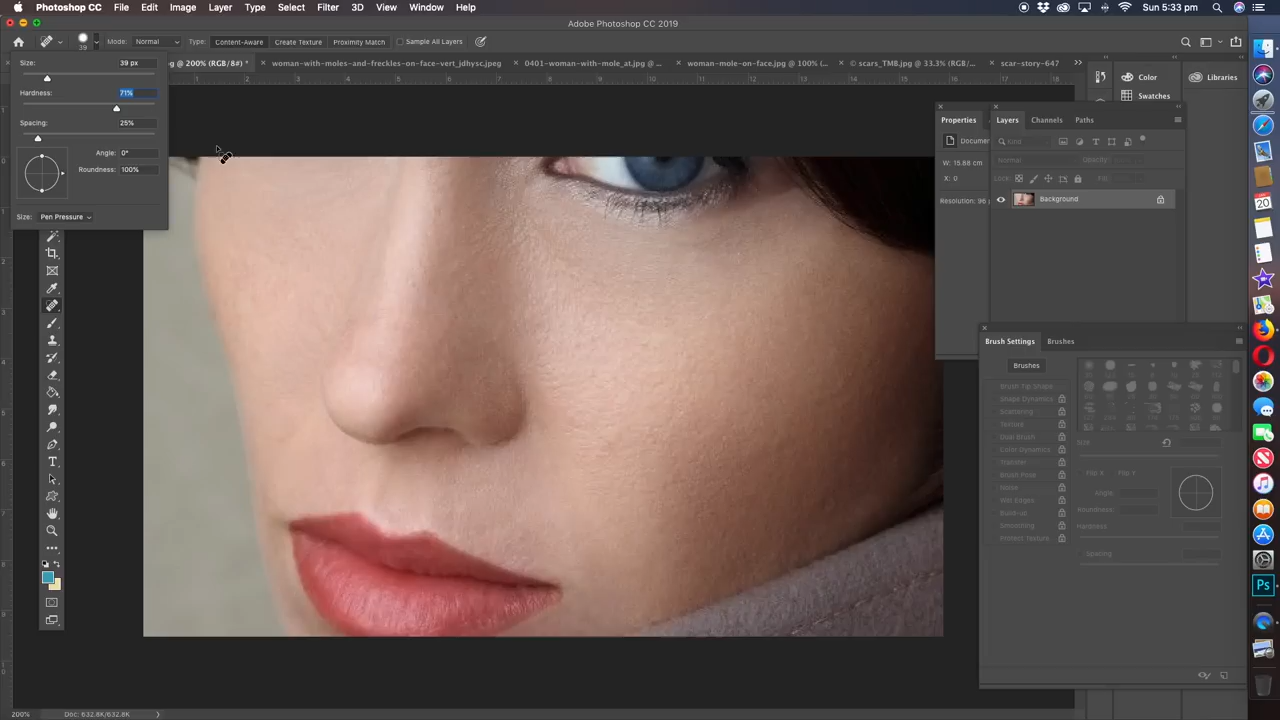 Photoshop CC File Edit Image Layer Type Select Filter 3D View Window Help Sun 5:33 pm
Adobe Photoshop CC 2019
39 Mode: Normal Type: Content-Aware Create Texture Proximity Match Sample All Layers
g @ 200% (RGB/8#) * woman-with-moles-and-freckles-on-face-vert_jdhysc.jpeg 0401-woman-with-mole_at.jpg @ ... woman-mole-on-face.jpg @ 100% (... © scars_TMB.jpg @ 33.3% (RGB/... scar-story-647
Size: 39 px
Hardness: 71%
Spacing: 25%
Angle: 0°
Roundness: 100%
Size: Pen Pressure
Color Libraries
Swatches
Properties
Document
W: 15.88 cm
X: 0
Resolution: 96 p
Layers Channels Paths
Kind
Normal Opacity:
Lock: Fill:
Background
Brush Settings Brushes
Brushes
Brush Tip Shape
Shape Dynamics
Scattering
Texture
Dual Brush
Color Dynamics
Transfer
Brush Pose
Noise
Wet Edges
Build-up
Smoothing
Protect Texture
Size
Flip X Flip Y
Angle:
Roundness:
Hardness
Spacing
200% Doc: 632.8K/632.8K